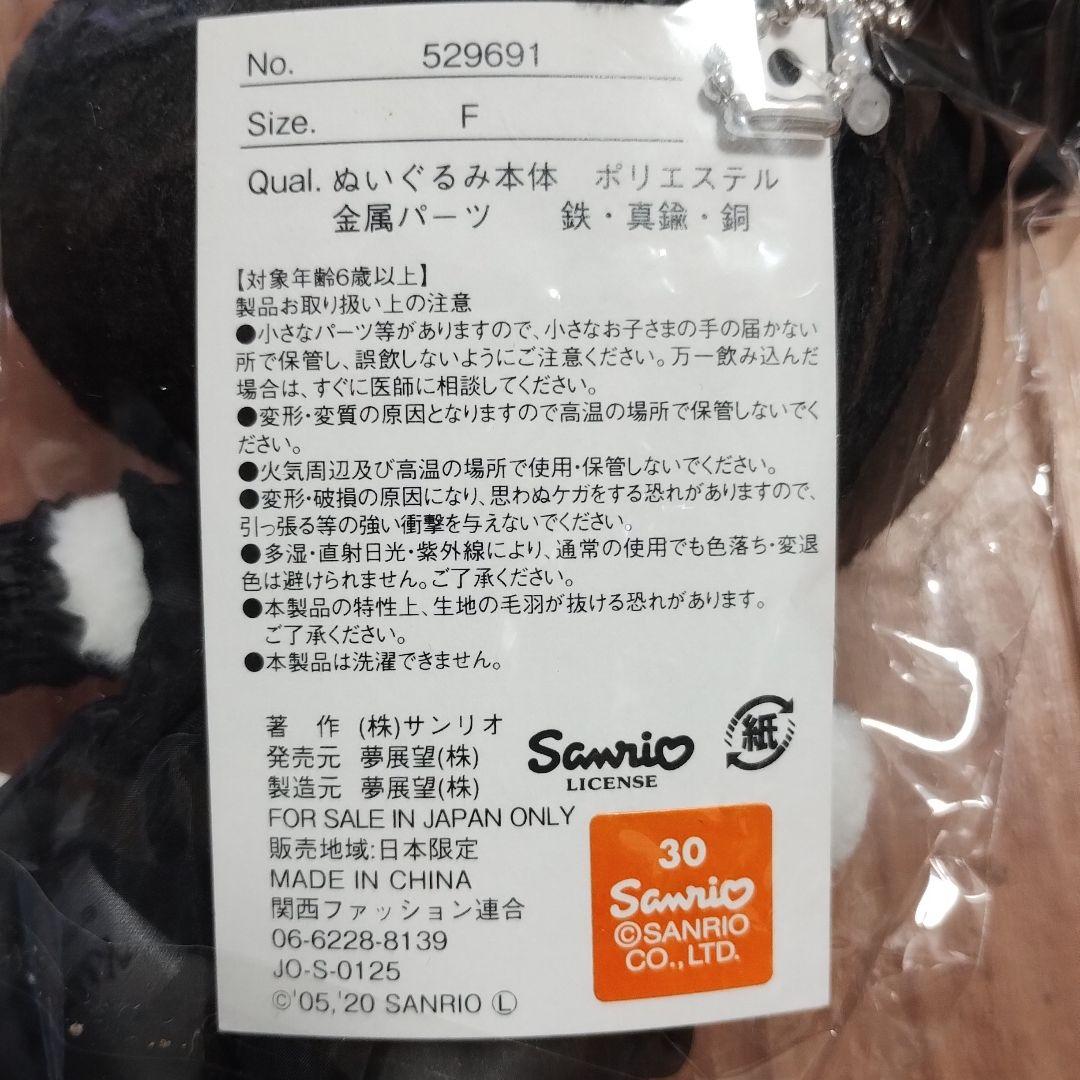 No. 529691
Size. F
Qual. ぬいぐるみ本体 ポリエステル
金属パーツ 鉄・真鍮・銅
【対象年齢6歳以上】
製品お取り扱い上の注意
●小さなパーツ等がありますので、小さなお子さまの手の届かない
所で保管し、誤飲しないようにご注意ください。万一飲み込んだ
場合は、すぐに医師に相談してください。
●変形・変質の原因となりますので高温の場所で保管しないでく
ださい。
●火気周辺及び高温の場所で使用・保管しないでください。
●変形・破損の原因になり、思わぬケガをする恐れがありますので、
引っ張る等の強い衝撃を与えないでください。
●多湿・直射日光・紫外線により、通常の使用でも色落ち・変退
色は避けられません。ご了承ください。
●本製品の特性上、生地の毛羽が抜ける恐れがあります。
ご了承ください。
●本製品は洗濯できません。
著 作 (株)サンリオ
発売元 夢展望(株)
製造元 夢展望(株)
FOR SALE IN JAPAN ONLY
販売地域:日本限定
MADE IN CHINA
関西ファッション連合
06-6228-8139
JO-S-0125
©'05,'20 SANRIO Ⓛ
Sanrio
LICENSE
紙
30
Sanrio
©SANRIO
CO.,LTD.